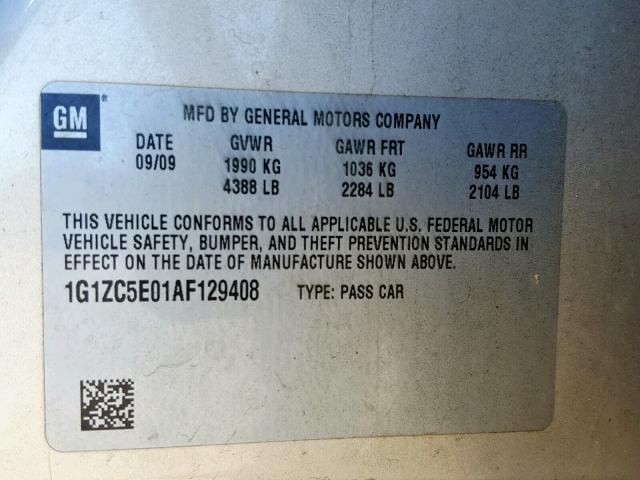 GM
MFD BY GENERAL MOTORS COMPANY
DATE GVWR GAWR FRT GAWR RR
09/09 1990 KG 1036 KG 954 KG
4388 LB 2284 LB 2104 LB
THIS VEHICLE CONFORMS TO ALL APPLICABLE U.S. FEDERAL MOTOR
VEHICLE SAFETY, BUMPER, AND THEFT PREVENTION STANDARDS IN
EFFECT ON THE DATE OF MANUFACTURE SHOWN ABOVE.
1G1ZC5E01AF129408 TYPE: PASS CAR